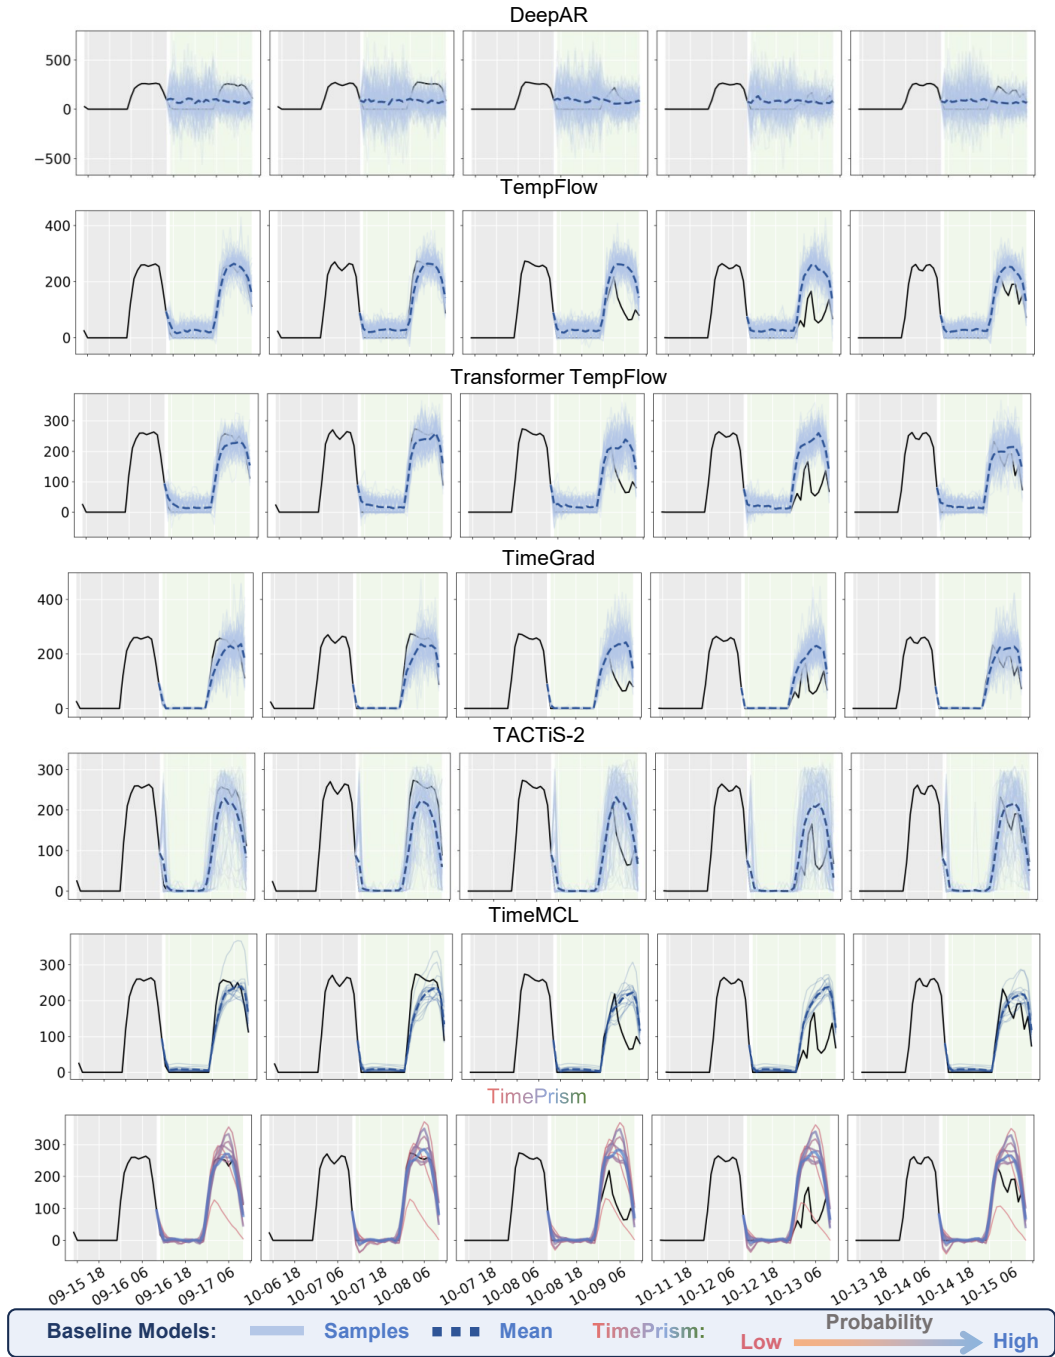 DeepAR
500
0
−500
TempFlow
400
200
0
Transformer TempFlow
300
200
100
0
TimeGrad
400
200
0
TACTiS-2
300
200
100
0
TimeMCL
300
200
100
0
TimePrism
300
200
100
0
09-15 18 09-16 06 09-16 18 09-17 06 10-06 18 10-07 06 10-07 18 10-08 06 10-07 18 10-08 06 10-08 18 10-09 06 10-11 18 10-12 06 10-12 18 10-13 06 10-13 18 10-14 06 10-14 18 10-15 06
Baseline Models: Samples Mean TimePrism: Low Probability High